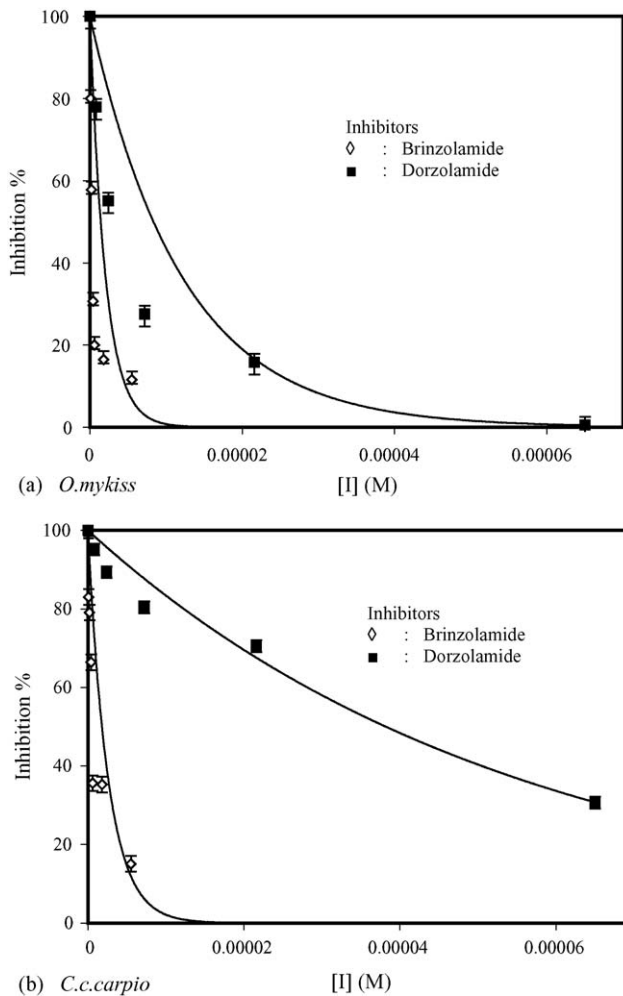 100
80
60
40
20
0
Inhibition %
Inhibitors
◇ : Brinzolamide
■ : Dorzolamide
0 0.00002 0.00004 0.00006
(a) O.mykiss [I] (M)
100
80
60
40
20
0
Inhibition %
Inhibitors
◇ : Brinzolamide
■ : Dorzolamide
0 0.00002 0.00004 0.00006
(b) C.c.carpio [I] (M)